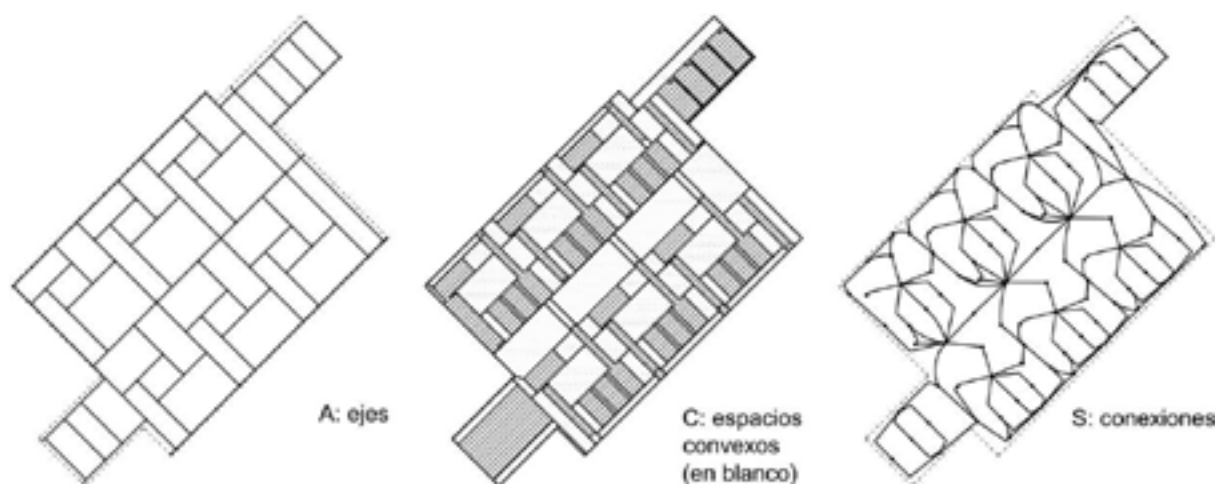 A: ejes
C: espacios
convexos
(en blanco)
S: conexiones